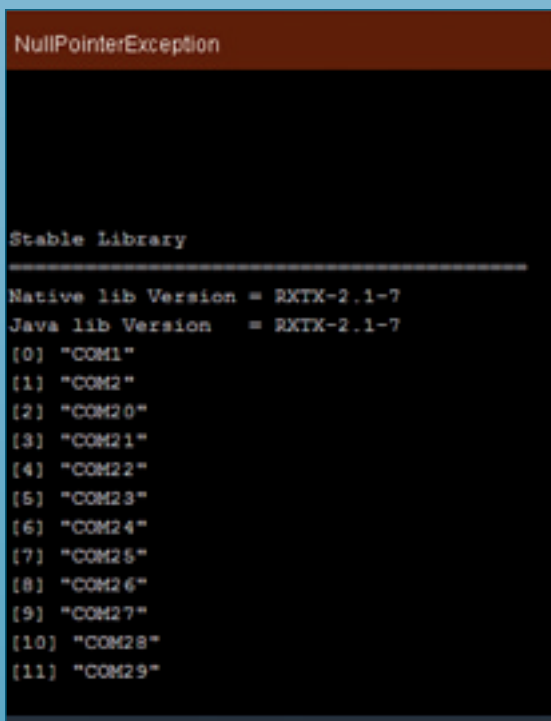 NullPointerException
Stable Library
=========================================
Native lib Version = RXTX-2.1-7
Java lib Version   = RXTX-2.1-7
[0] "COM1"
[1] "COM2"
[2] "COM20"
[3] "COM21"
[4] "COM22"
[5] "COM23"
[6] "COM24"
[7] "COM25"
[8] "COM26"
[9] "COM27"
[10] "COM28"
[11] "COM29"